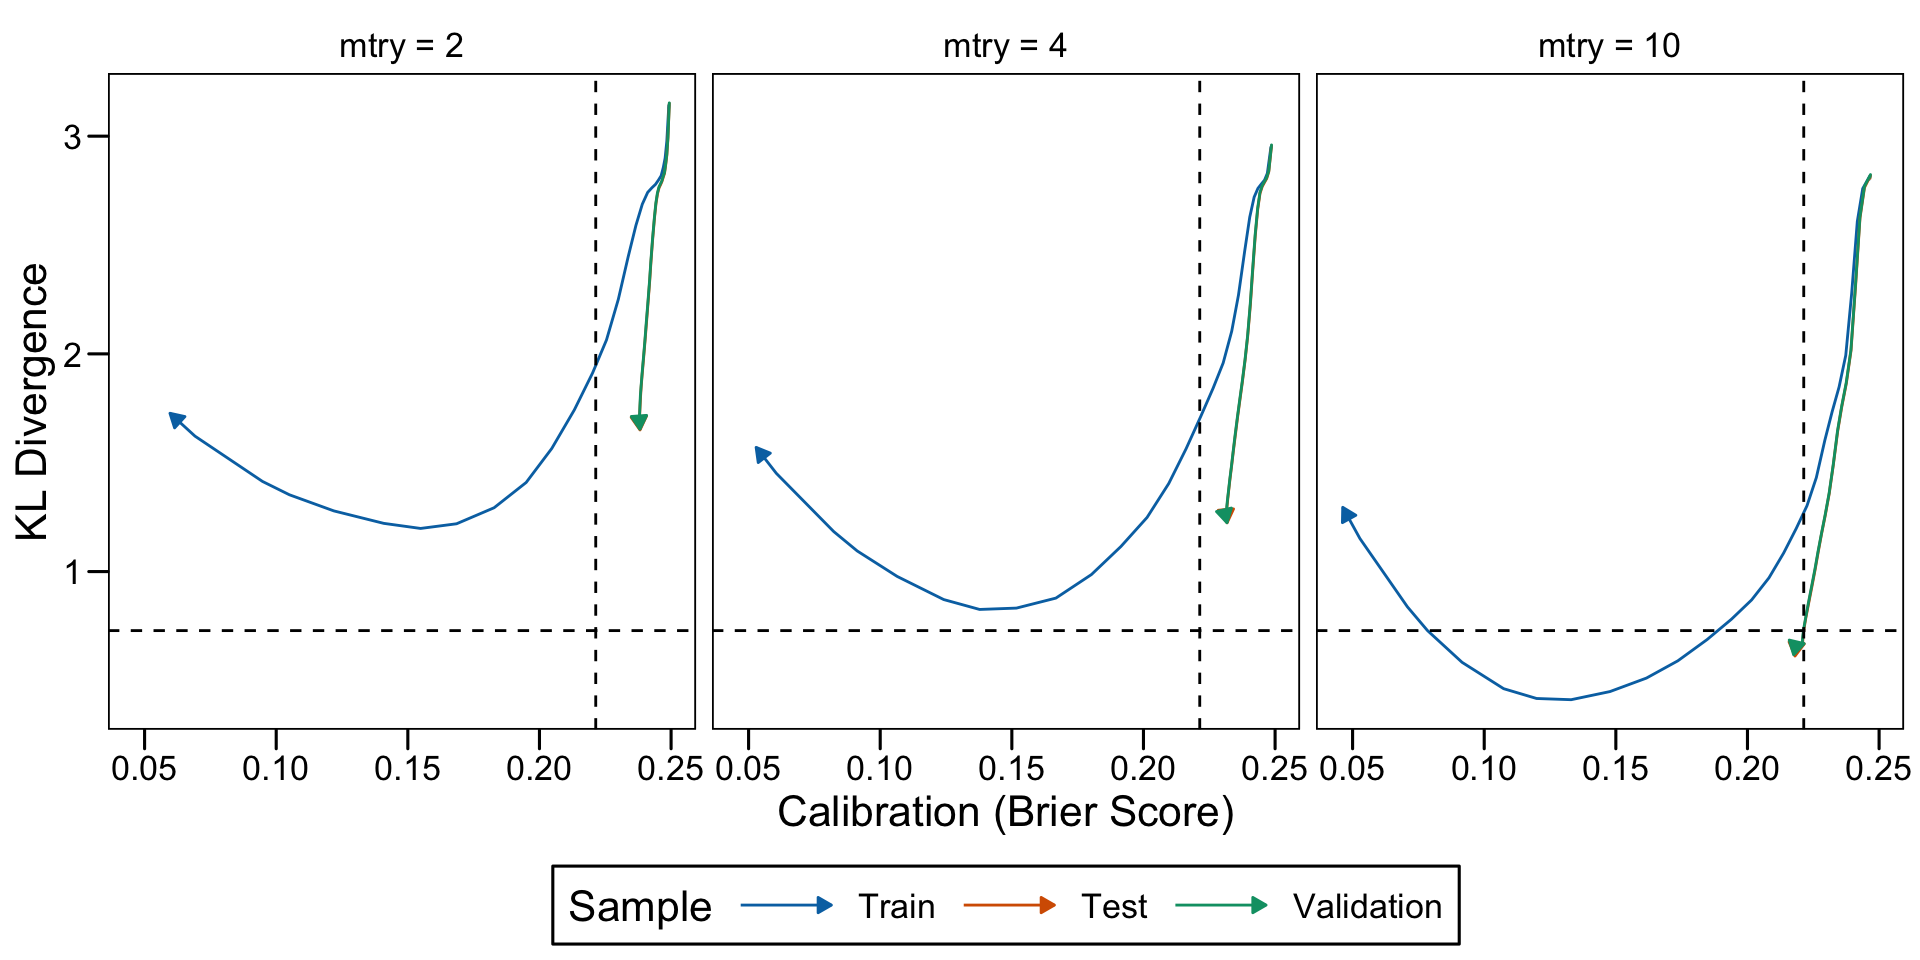 mtry = 2
mtry = 4
mtry = 10
KL Divergence
3
2
1
0.05 0.10 0.15 0.20 0.25
0.05 0.10 0.15 0.20 0.25
0.05 0.10 0.15 0.20 0.25
Calibration (Brier Score)
Sample Train Test Validation